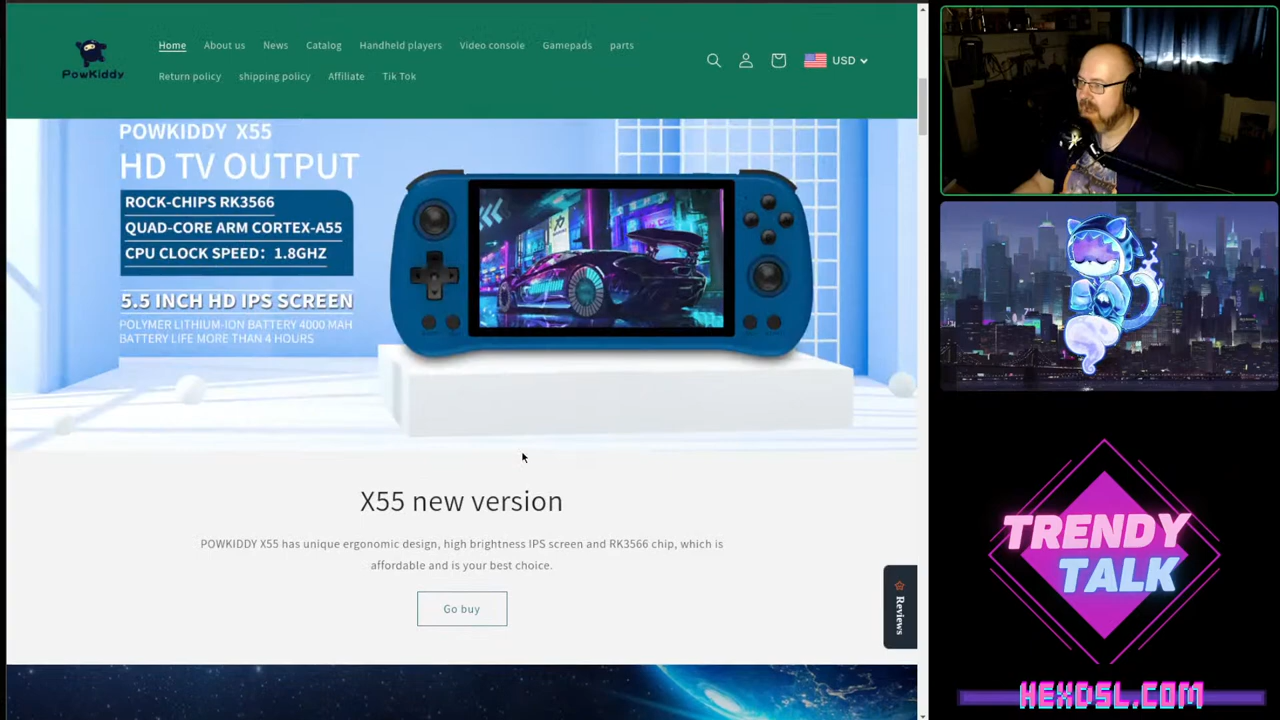 Home About us News Catalog Handheld players Video console Gamepads parts
PowKiddy
USD
Return policy shipping policy Affiliate Tik Tok
POWKIDDY X55
HD TV OUTPUT
ROCK-CHIPS RK3566
QUAD-CORE ARM CORTEX-A55
CPU CLOCK SPEED: 1.8GHZ
5.5 INCH HD IPS SCREEN
POLYMER LITHIUM-ION BATTERY 4000 MAH
BATTERY LIFE MORE THAN 4 HOURS
X55 new version
POWKIDDY X55 has unique ergonomic design, high brightness IPS screen and RK3566 chip, which is
affordable and is your best choice.
Go buy
Reviews
TRENDY
TALK
HEXDSL.COM